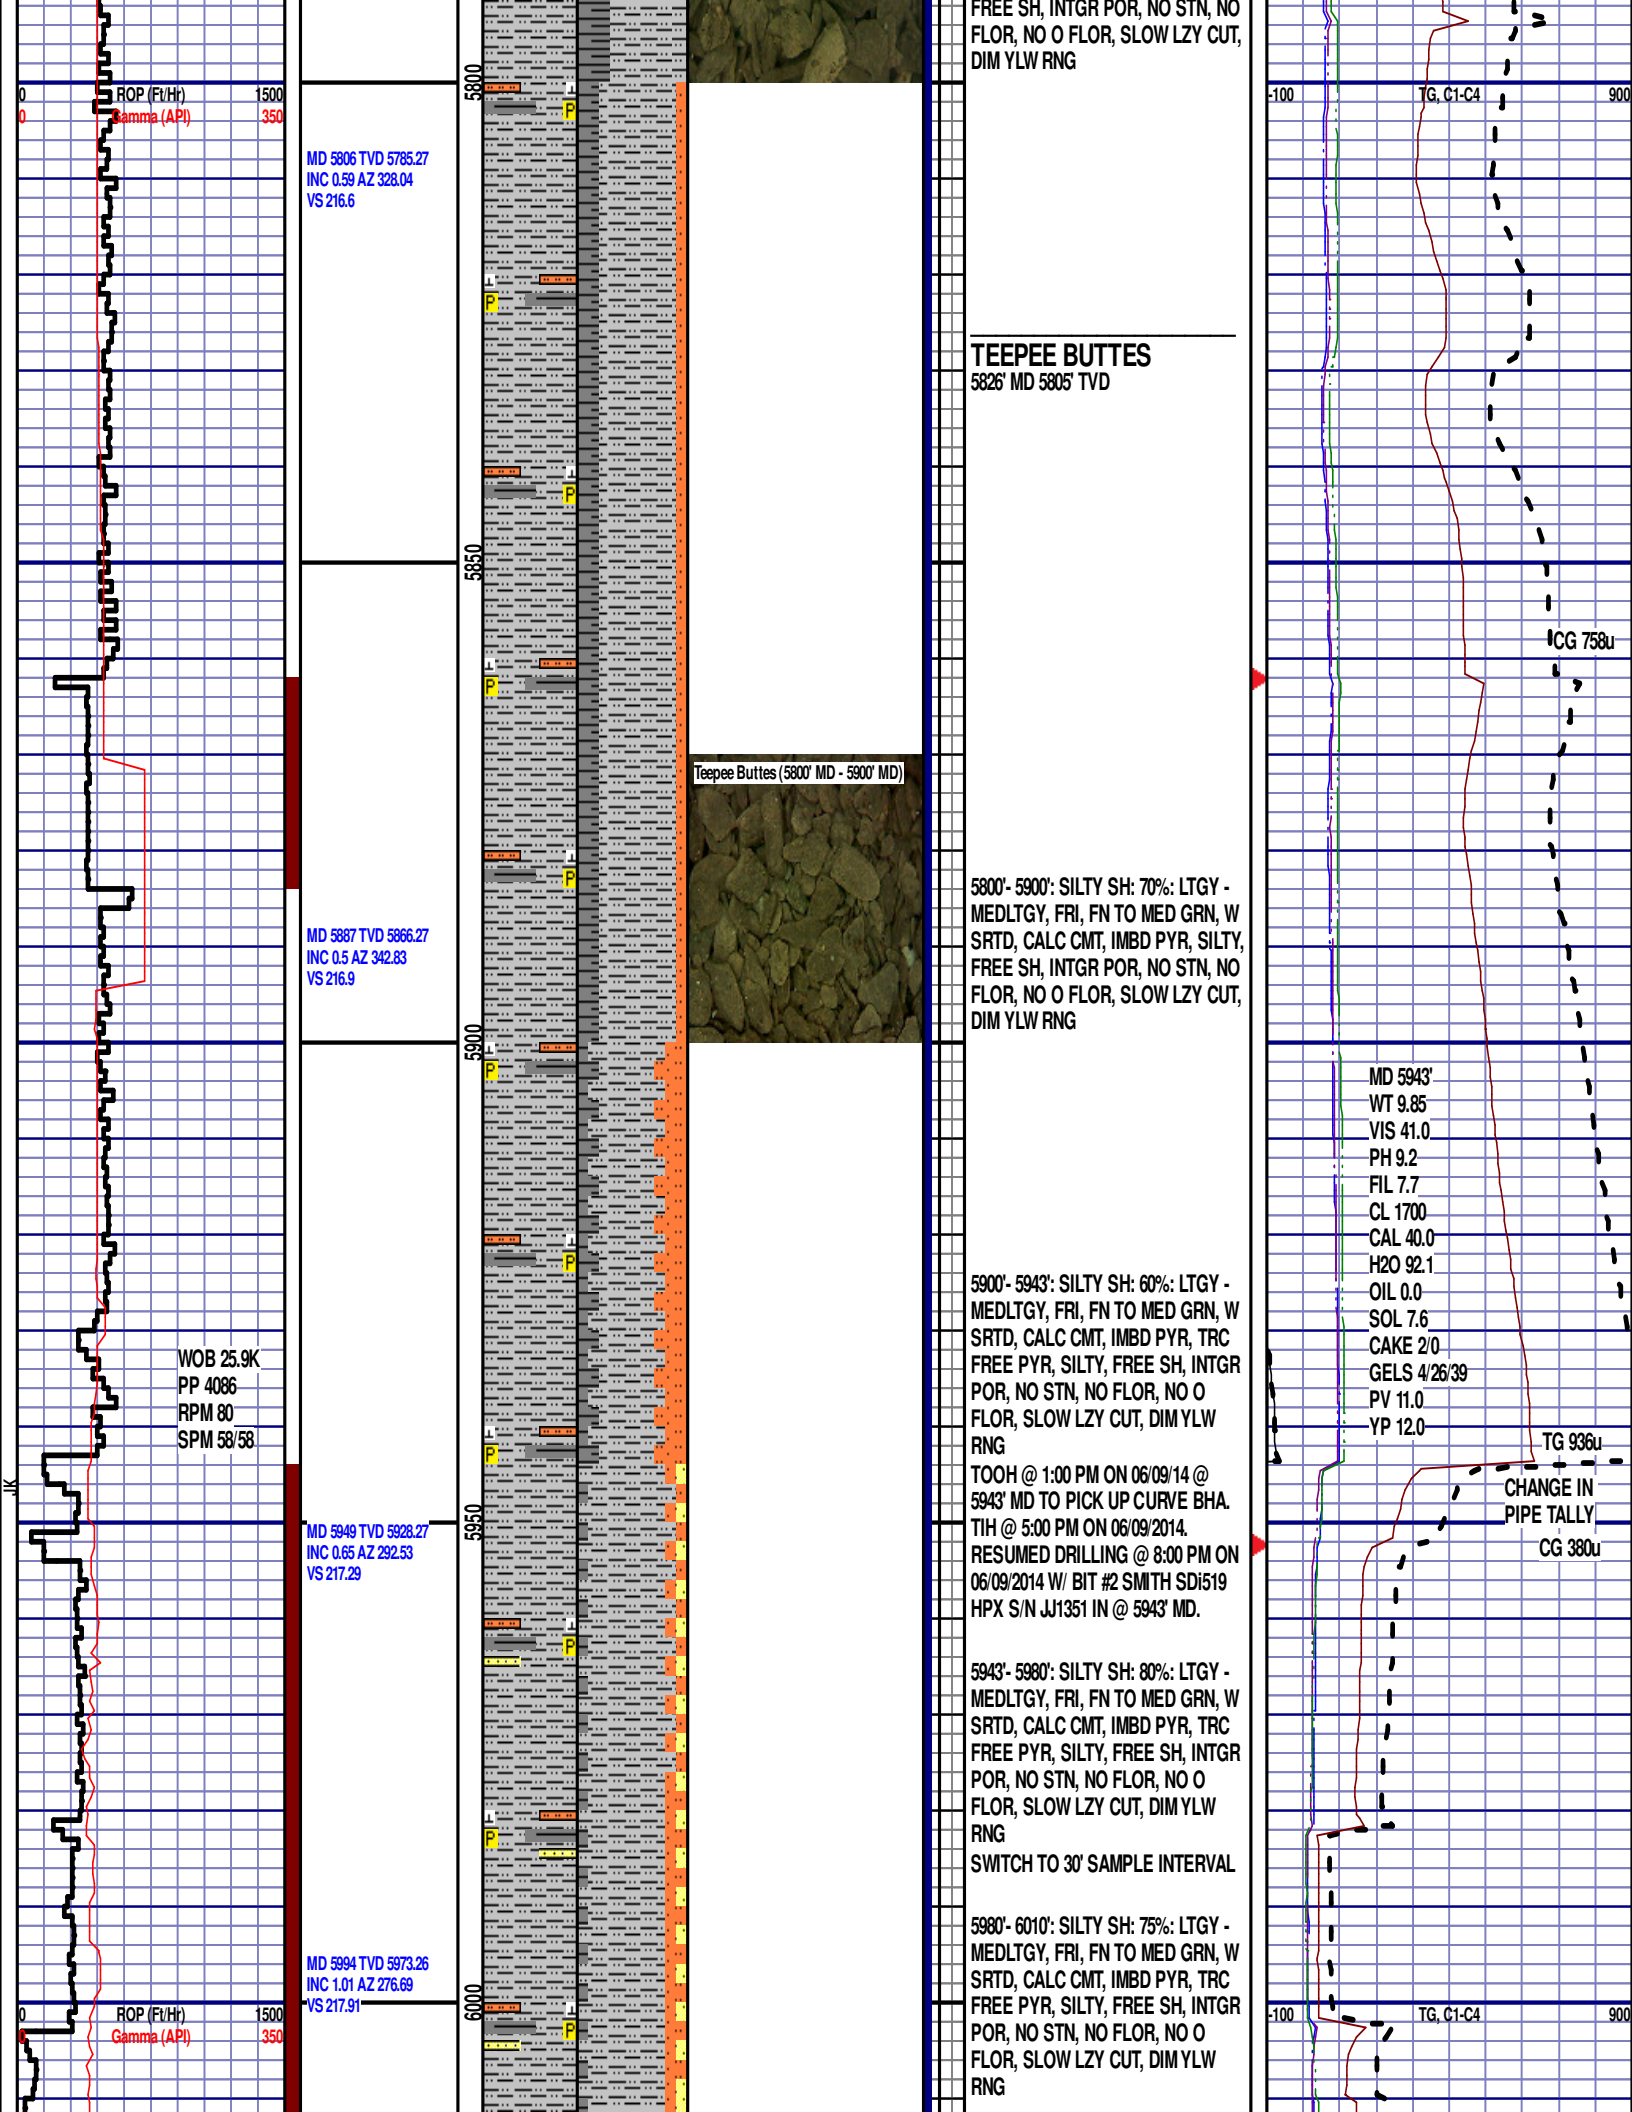 FREE SH, INTGR POR, NO STN, NO
FLOR, NO O FLOR, SLOW LZY CUT,
DIM YLW RNG
0 ROP (Ft/Hr) 1500
0 Gamma (API) 350
5800
-100 TG, C1-C4 900
MD 5806 TVD 5785.27
INC 0.59 AZ 328.04
VS 216.6
TEEPEE BUTTES
5826' MD 5805' TVD
5850
CG 758u
Teepee Buttes (5800' MD - 5900' MD)
5800'- 5900': SILTY SH: 70%: LTGY -
MEDLTGY, FRI, FN TO MED GRN, W
SRTD, CALC CMT, IMBD PYR, SILTY,
FREE SH, INTGR POR, NO STN, NO
FLOR, NO O FLOR, SLOW LZY CUT,
DIM YLW RNG
MD 5887 TVD 5866.27
INC 0.5 AZ 342.83
VS 216.9
5900
MD 5943'
WT 9.85
VIS 41.0
PH 9.2
FIL 7.7
CL 1700
CAL 40.0
H2O 92.1
OIL 0.0
SOL 7.6
CAKE 2/0
GELS 4/26/39
PV 11.0
YP 12.0
5900'- 5943': SILTY SH: 60%: LTGY -
MEDLTGY, FRI, FN TO MED GRN, W
SRTD, CALC CMT, IMBD PYR, TRC
FREE PYR, SILTY, FREE SH, INTGR
POR, NO STN, NO FLOR, NO O
FLOR, SLOW LZY CUT, DIM YLW
RNG
WOB 25.9K
PP 4086
RPM 80
SPM 58/58
TG 936u
CHANGE IN
PIPE TALLY
CG 380u
TOOH @ 1:00 PM ON 06/09/14 @
5943' MD TO PICK UP CURVE BHA.
TIH @ 5:00 PM ON 06/09/2014.
RESUMED DRILLING @ 8:00 PM ON
06/09/2014 W/ BIT #2 SMITH SDi519
HPX S/N JJ1351 IN @ 5943' MD.
JK
5950
MD 5949 TVD 5928.27
INC 0.65 AZ 292.53
VS 217.29
5943'- 5980': SILTY SH: 80%: LTGY -
MEDLTGY, FRI, FN TO MED GRN, W
SRTD, CALC CMT, IMBD PYR, TRC
FREE PYR, SILTY, FREE SH, INTGR
POR, NO STN, NO FLOR, NO O
FLOR, SLOW LZY CUT, DIM YLW
RNG
SWITCH TO 30' SAMPLE INTERVAL
5980'- 6010': SILTY SH: 75%: LTGY -
MEDLTGY, FRI, FN TO MED GRN, W
SRTD, CALC CMT, IMBD PYR, TRC
FREE PYR, SILTY, FREE SH, INTGR
POR, NO STN, NO FLOR, NO O
FLOR, SLOW LZY CUT, DIM YLW
RNG
MD 5994 TVD 5973.26
INC 1.01 AZ 276.69
VS 217.91
6000
0 ROP (Ft/Hr) 1500
0 Gamma (API) 350
-100 TG, C1-C4 900